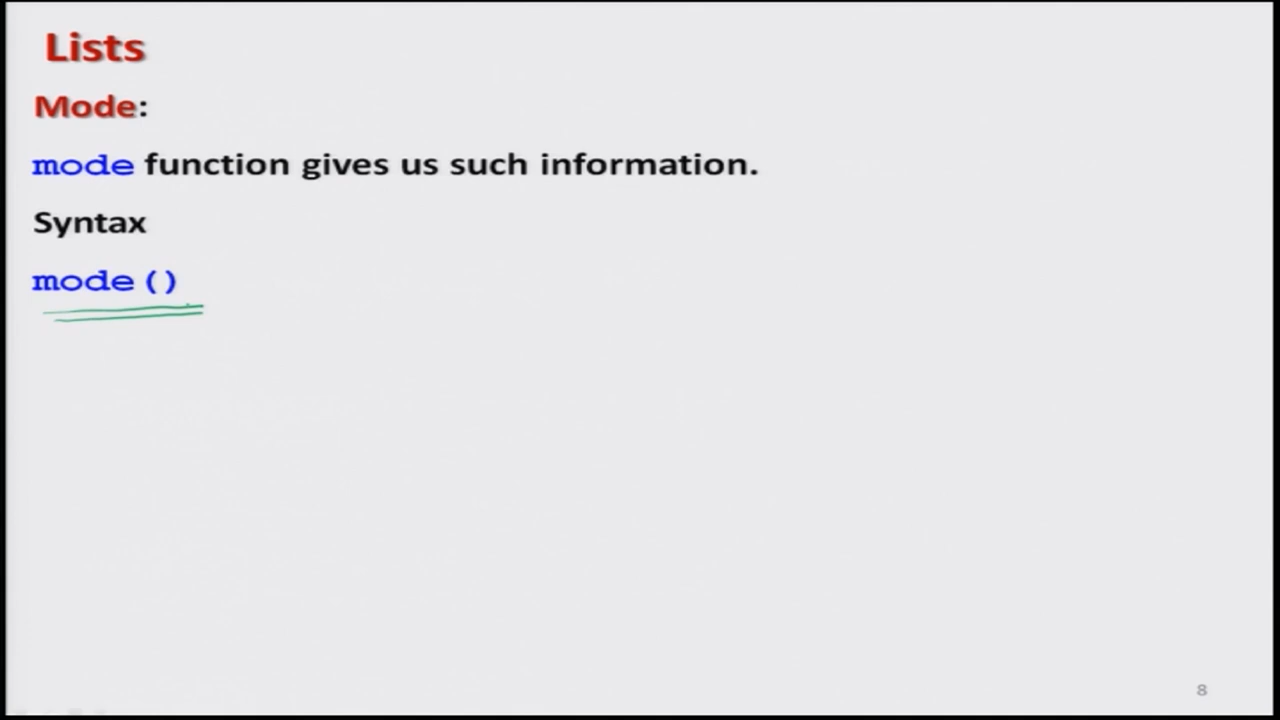 Lists
Mode:
mode function gives us such information.
Syntax
mode()
8